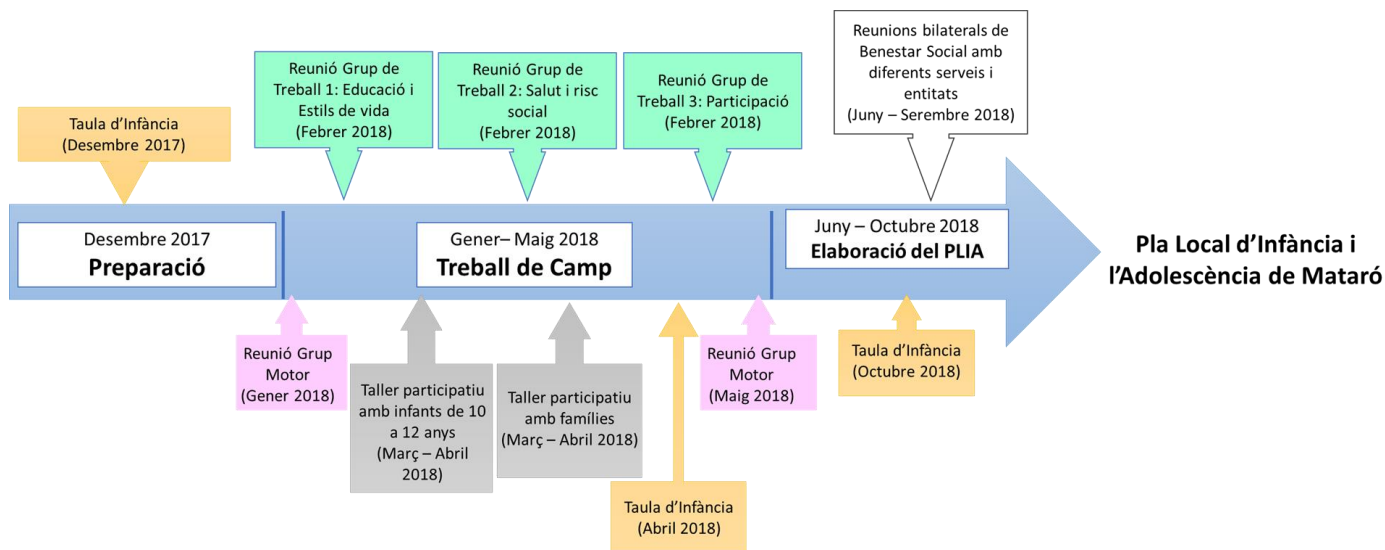 Taula d'Infància
(Desembre 2017)
Reunió Grup de
Treball 1: Educació i
Estils de vida
(Febrer 2018)
Reunió Grup de
Treball 2: Salut i risc
social
(Febrer 2018)
Reunió Grup de
Treball 3: Participació
(Febrer 2018)
Reunions bilaterals de
Benestar Social amb
diferents serveis i
entitats
(Juny – Serembre 2018)
Desembre 2017
Preparació
Gener– Maig 2018
Treball de Camp
Juny – Octubre 2018
Elaboració del PLIA
Pla Local d'Infància i
l'Adolescència de Mataró
Reunió Grup
Motor
(Gener 2018)
Taller participatiu
amb infants de 10
a 12 anys
(Març – Abril
2018)
Taller participatiu
amb famílies
(Març – Abril 2018)
Taula d'Infància
(Abril 2018)
Reunió Grup
Motor
(Maig 2018)
Taula d'Infància
(Octubre 2018)